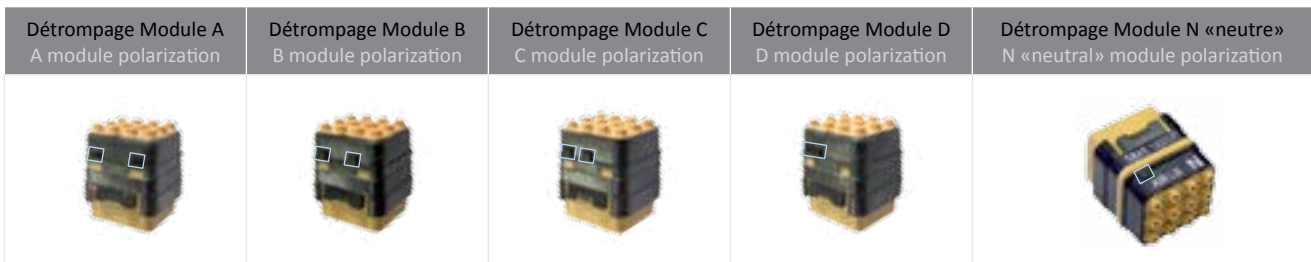 Détrompage Module A
A module polarization
Détrompage Module B
B module polarization
Détrompage Module C
C module polarization
Détrompage Module D
D module polarization
Détrompage Module N «neutre»
N «neutral» module polarization
N